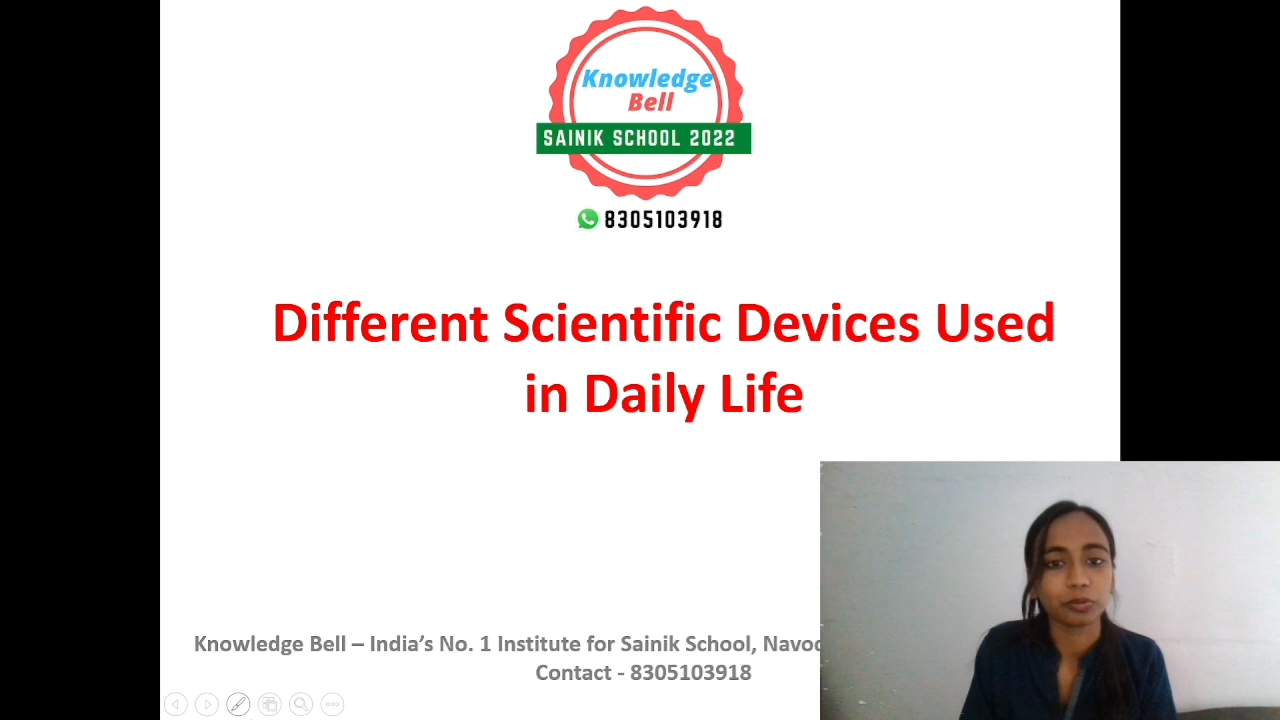 Knowledge
Bell
SAINIK SCHOOL 2022
8305103918
Different Scientific Devices Used
in Daily Life
Knowledge Bell – India's No. 1 Institute for Sainik School,
Contact - 8305103918